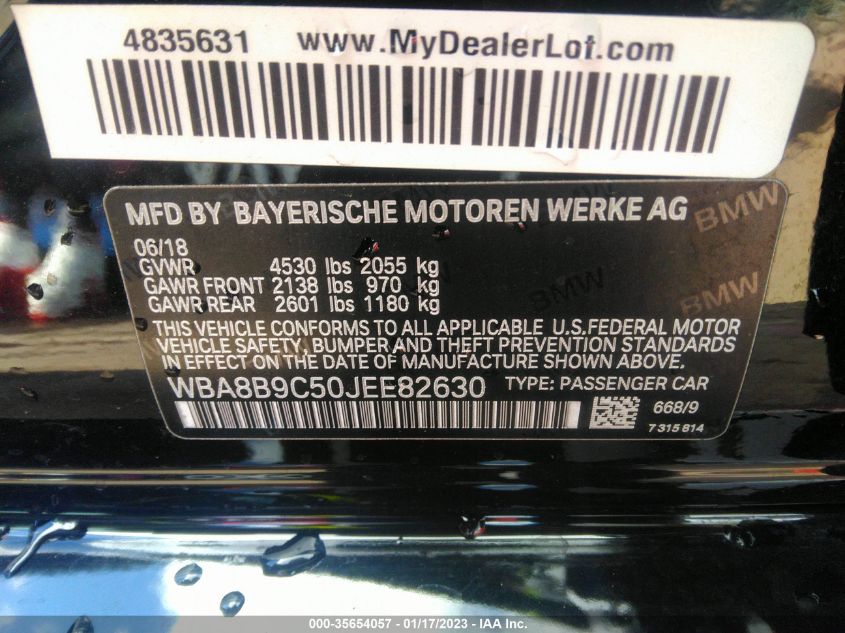 4835631 www.MyDealerLot.com
MFD BY BAYERISCHE MOTOREN WERKE AG
BMW
06/18
GVWR 4530 lbs 2055 kg
GAWR FRONT 2138 lbs 970 kg
GAWR REAR 2601 lbs 1180 kg
BMW
THIS VEHICLE CONFORMS TO ALL APPLICABLE U.S.FEDERAL MOTOR
VEHICLE SAFETY, BUMPER AND THEFT PREVENTION STANDARDS
IN EFFECT ON THE DATE OF MANUFACTURE SHOWN ABOVE.
WBA8B9C50JEE82630 TYPE: PASSENGER CAR
668/9
7 315 814
000-35654057 - 01/17/2023 - IAA Inc.